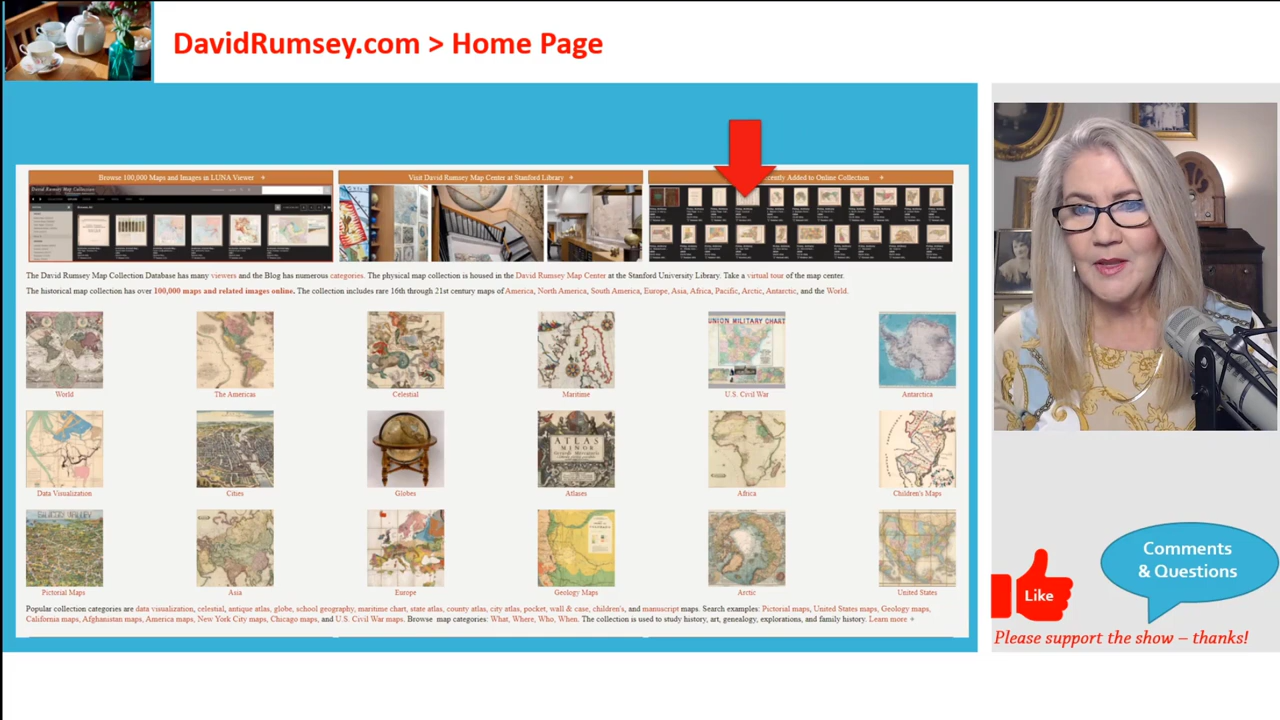 DavidRumsey.com > Home Page
Browse 100,000 Maps and Images in LUNA Viewer
Visit David Rumsey Map Center at Stanford Library
Recently Added to Online Collection
David Rumsey Map Collection
The David Rumsey Map Collection Database has many viewers and the Blog has numerous categories. The physical map collection is housed in the David Rumsey Map Center at the Stanford University Library. Take a virtual tour of the map center.
The historical map collection has over 100,000 maps and related images online. The collection includes rare 16th through 21st century maps of America, North America, South America, Europe, Asia, Africa, Pacific, Arctic, Antarctic, and the World.
UNION MILITARY CHART
World
The Americas
Celestial
Maritime
U.S. Civil War
Antarctica
ATLAS
MINOR
Data Visualization
Cities
Globes
Atlases
Africa
Children's Maps
Pictorial Maps
Asia
Europe
Geology Maps
Arctic
United States
Popular collection categories are data visualization, celestial, antique atlas, globe, school geography, maritime chart, state atlas, county atlas, city atlas, pocket, wall & case, children's, and manuscript maps. Search examples: Pictorial maps, United States maps, Geology maps,
California maps, Afghanistan maps, America maps, New York City maps, Chicago maps, and U.S. Civil War maps. Browse map categories: What, Where, Who, When. The collection is used to study history, art, genealogy, explorations, and family history. Learn more
Comments
& Questions
Like
Please support the show – thanks!